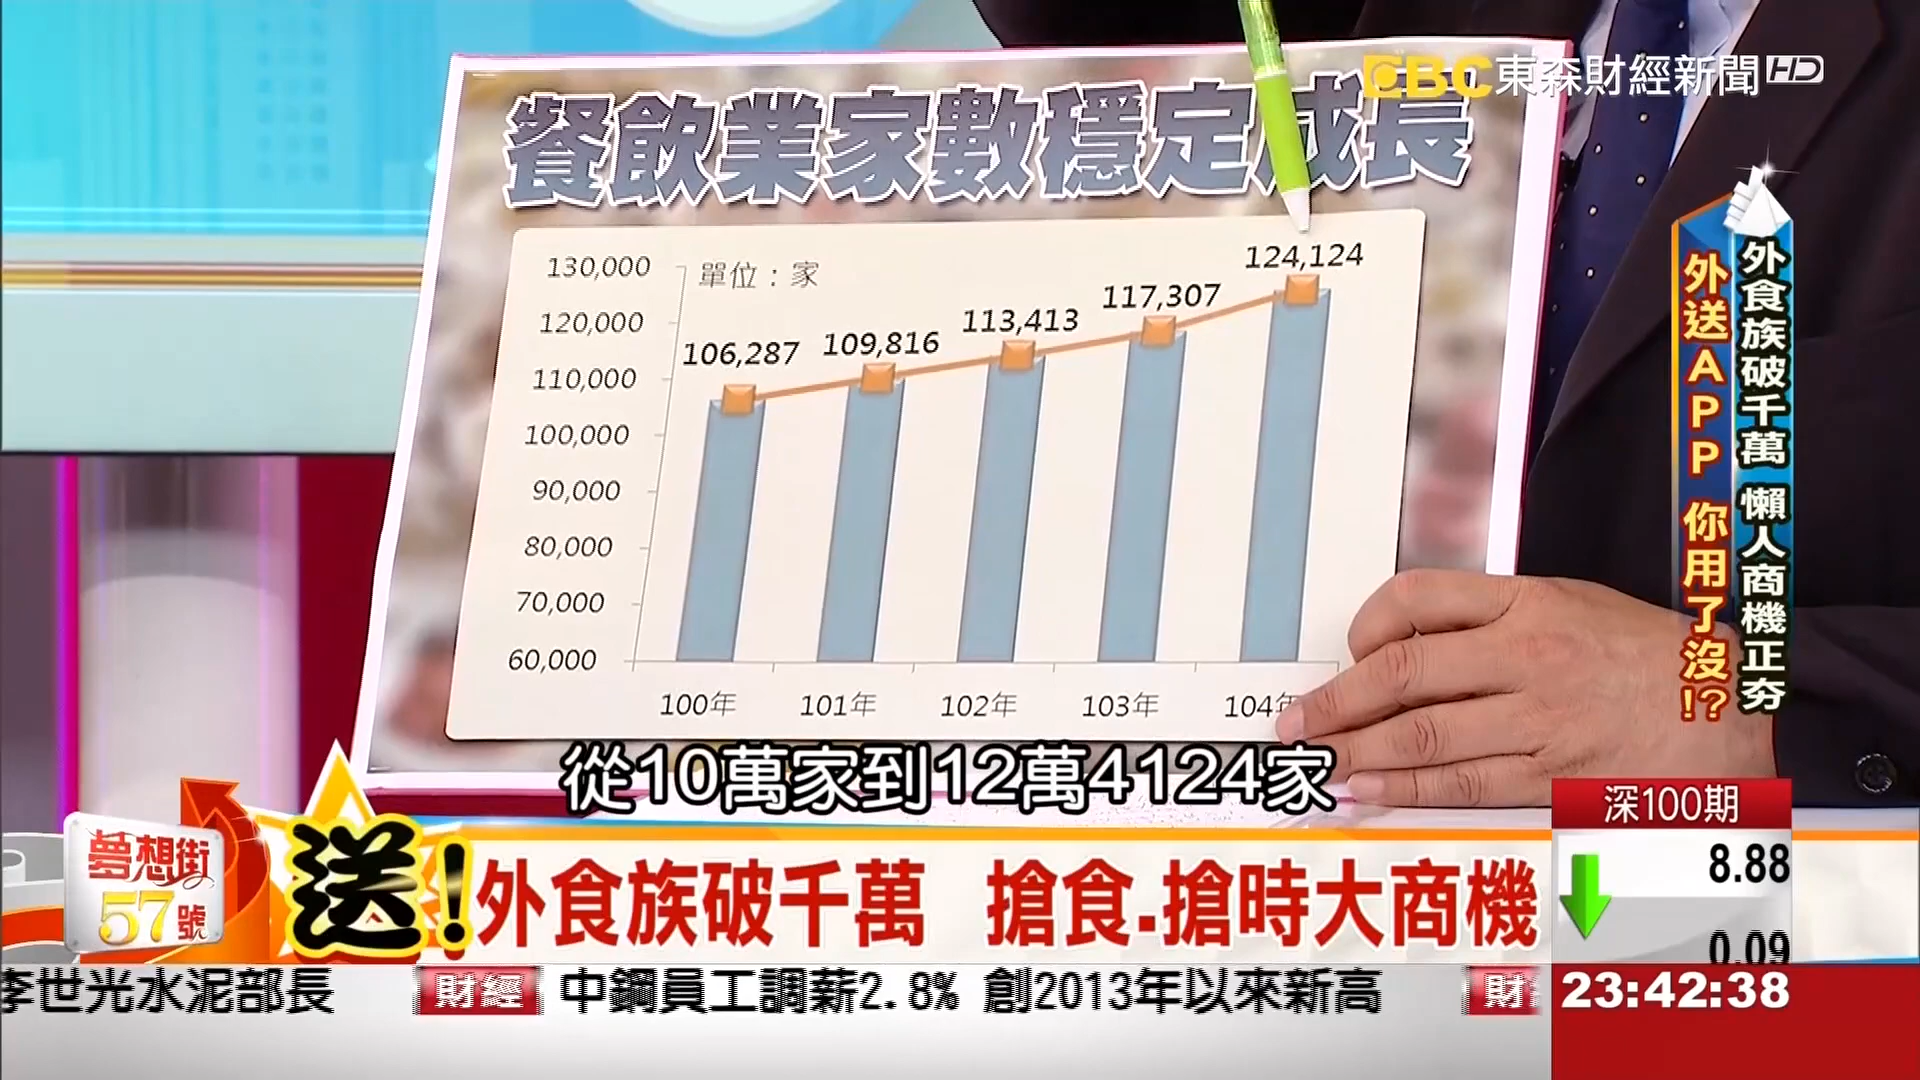 EBC東森財經新聞HD
餐飲業家數穩定成長
單位：家
130,000
120,000
110,000
100,000
90,000
80,000
70,000
60,000
106,287
109,816
113,413
117,307
124,124
100年
101年
102年
103年
104年
外食族破千萬 懶人商機正夯
外送APP 你用了沒!?
從10萬家到12萬4124家
夢想街
57號
送!
外食族破千萬 搶食.搶時大商機
深100期
8.88
0.09
李世光水泥部長 財經 中鋼員工調薪2.8% 創2013年以來新高 財
23:42:38